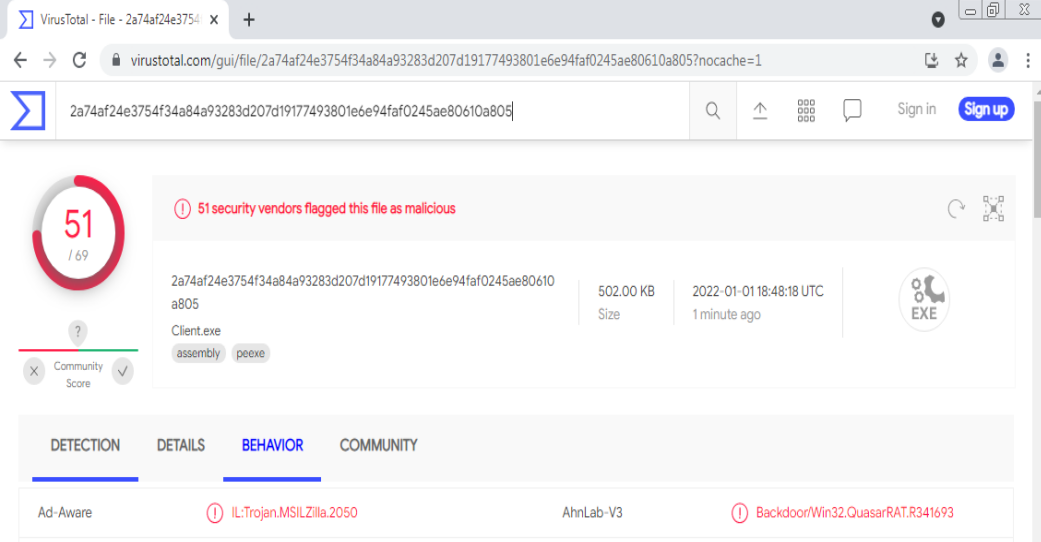 VirusTotal - File - 2a74af24e3754
virustotal.com/gui/file/2a74af24e3754f34a84a93283d207d19177493801e6e94faf0245ae80610a805?nocache=1
2a74af24e3754f34a84a93283d207d19177493801e6e94faf0245ae80610a805
Sign in
Sign up
51
/ 69
51 security vendors flagged this file as malicious
2a74af24e3754f34a84a93283d207d19177493801e6e94faf0245ae80610
a805
Client.exe
assembly peexe
502.00 KB
Size
2022-01-01 18:48:18 UTC
1 minute ago
EXE
?
Community
Score
DETECTION DETAILS BEHAVIOR COMMUNITY
Ad-Aware IL:Trojan.MSILZilla.2050 AhnLab-V3 Backdoor/Win32.QuasarRAT.R341693